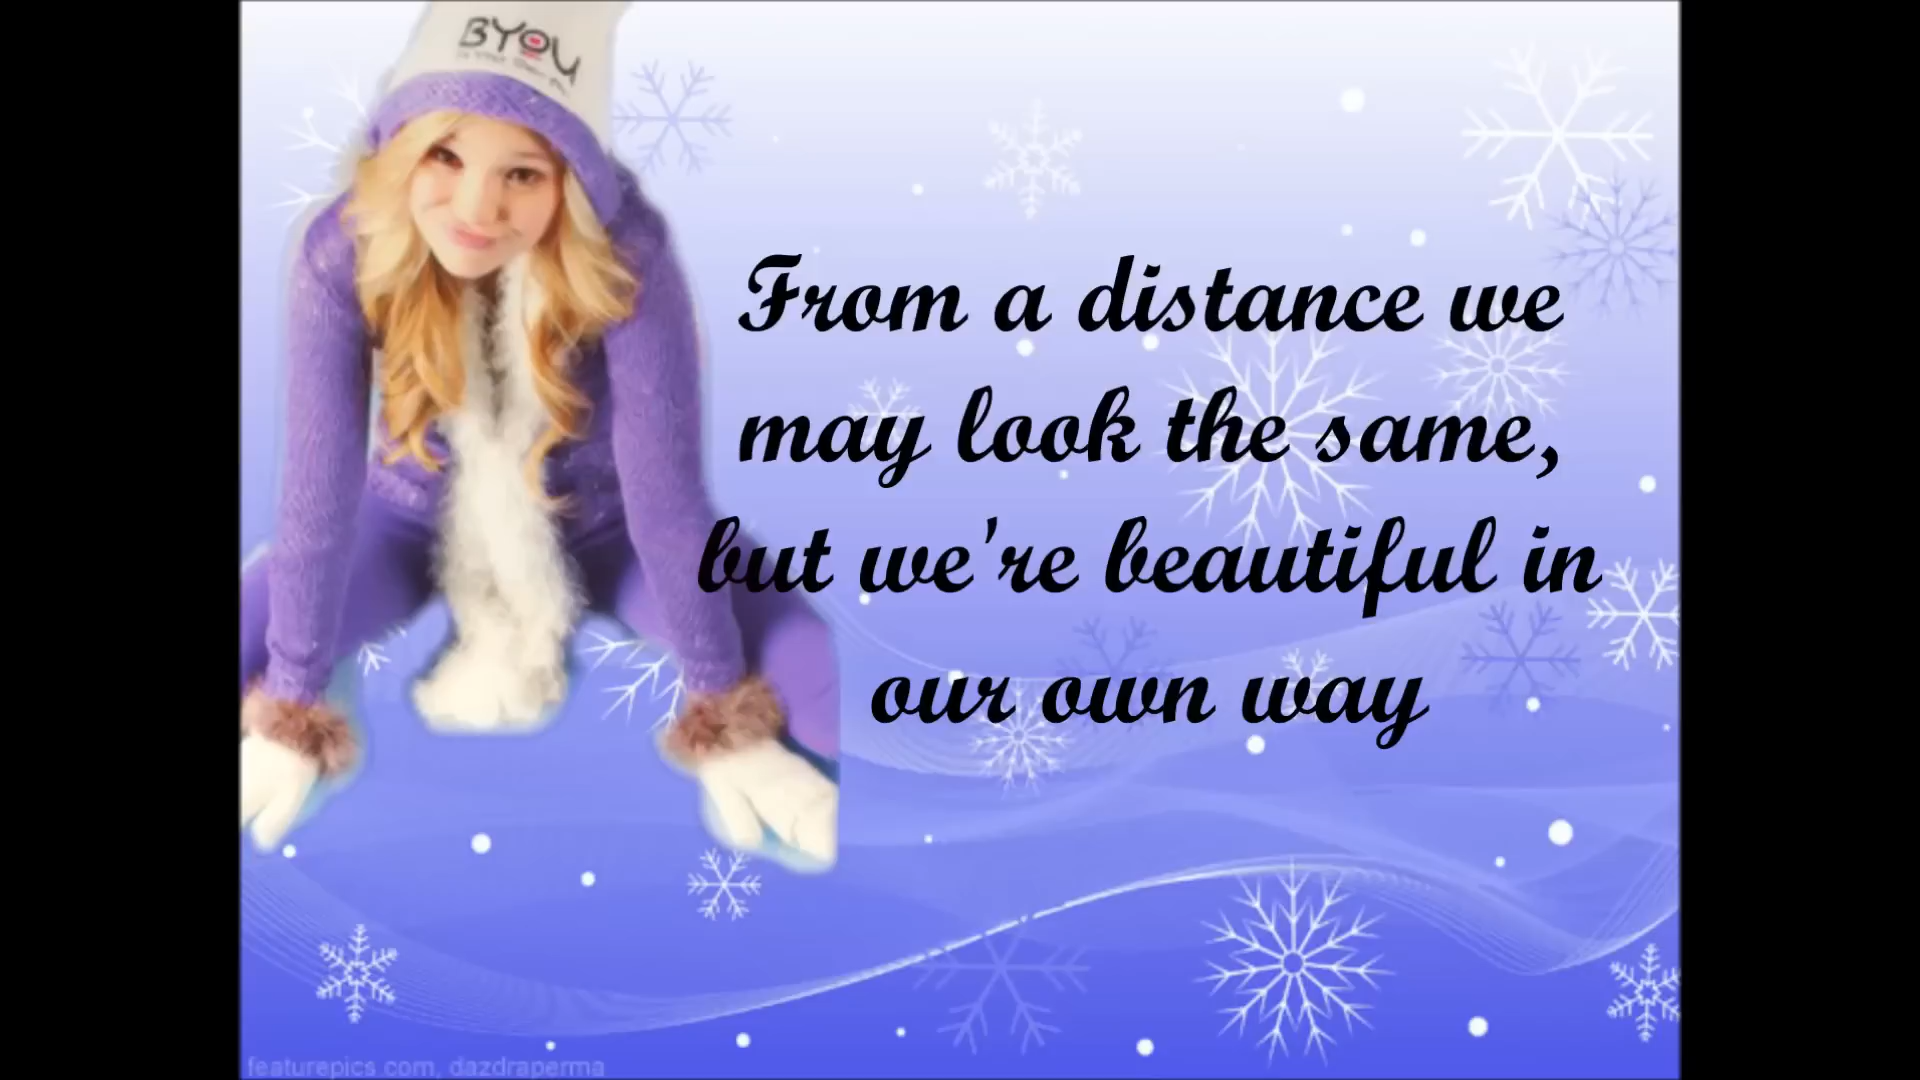 BYOU
From a distance we
may look the same,
but we're beautiful in
our own way
featurepics.com, dazdraperma